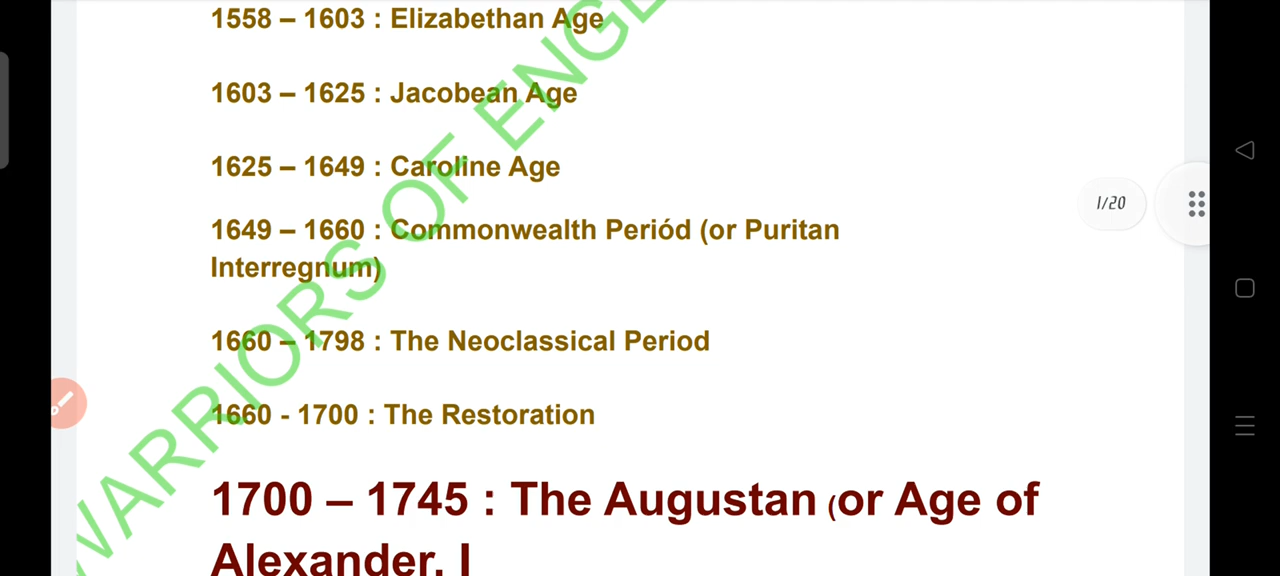 1558 – 1603 : Elizabethan Age
1603 – 1625 : Jacobean Age
1625 – 1649 : Caroline Age
1649 – 1660 : Commonwealth Periód (or Puritan
Interregnum)
1660 – 1798 : The Neoclassical Period
1660 - 1700 : The Restoration
1700 – 1745 : The Augustan (or Age of
Alexander. I
WARRIORS OF ENGL
1/20